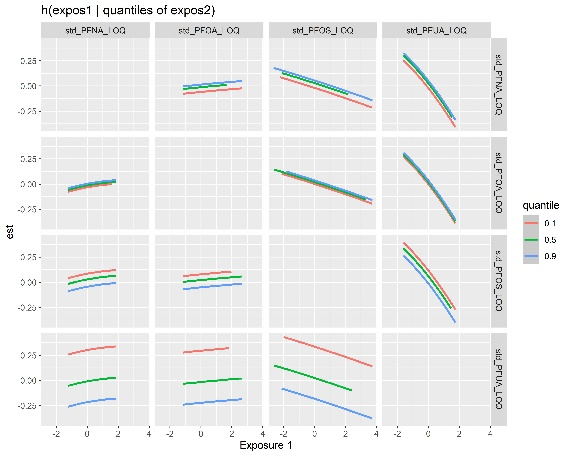 h(expos1 | quantiles of expos2)
std_PFNA_LOQ std_PFOA_LOQ std_PFOS_LOQ std_PFUA_LOQ
0.25
0.00
-0.25
std_PFNA_LOQ
0.25
0.00
-0.25
std_PFOA_LOQ
0.25
0.00
-0.25
std_PFOS_LOQ
0.25
0.00
-0.25
std_PFUA_LOQ
est
quantile
0.1
0.5
0.9
-2 0 2 4 -2 0 2 4 -2 0 2 4 -2 0 2 4
Exposure 1